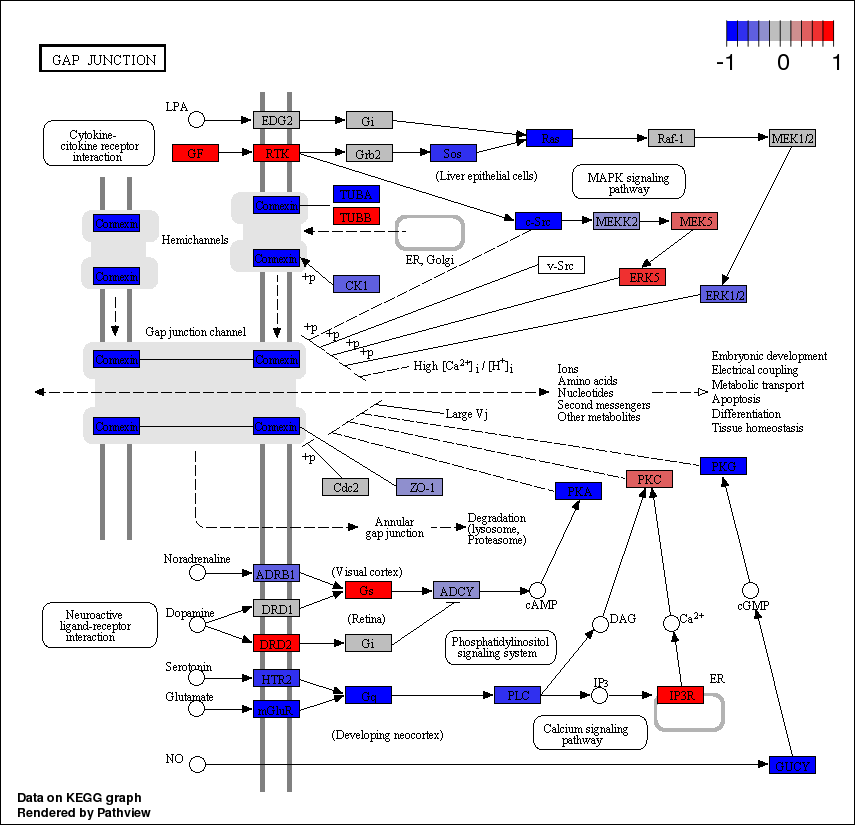 -1 0 1
GAP JUNCTION
LPA
EDG2
Gi
Cytokine-
citokine receptor
interaction
GF
RTK
Grb2
Sos
Ras
Raf-1
MEK1/2
(Liver epithelial cells)
MAPK signaling
pathway
TUBA
TUBB
Connexin
Connexin
c-Src
MEKK2
MEK5
Hemichannels
ER, Golgi
Connexin
Connexin
v-Src
ERK5
ERK1/2
+p
CK1
Gap junction channel
+p
+p
+p
+p
Connexin
Connexin
High [Ca2+]i / [H+]i
Ions
Amino acids
Nucleotides
Second messengers
Other metabolites
Embryonic development
Electrical coupling
Metabolic transport
Apoptosis
Differentiation
Tissue homeostasis
Large Vj
Connexin
Connexin
+p
Cdc2
ZO-1
PKA
PKC
PKG
Annular
gap junction
Degradation
(lysosome,
Proteasome)
Noradrenaline
ADRB1
(Visual cortex)
Gs
ADCY
cAMP
Dopamine
DRD1
(Retina)
DRD2
Gi
Neuroactive
ligand-receptor
interaction
DAG
Ca2+
cGMP
Phosphatidylinositol
signaling system
Serotonin
HTR2
Glutamate
mGluR
Gq
PLC
IP3
IP3R
ER
(Developing neocortex)
Calcium signaling
pathway
NO
GUCY
Data on KEGG graph
Rendered by Pathview